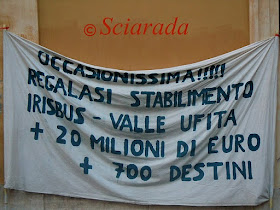 © Sciarada
OCCASIONISSIMA!!!!!
REGALASI STABILIMENTO
IRISBUS - VALLE UFITA
+ 20 MILIONI DI EURO
+ 700 DESTINI